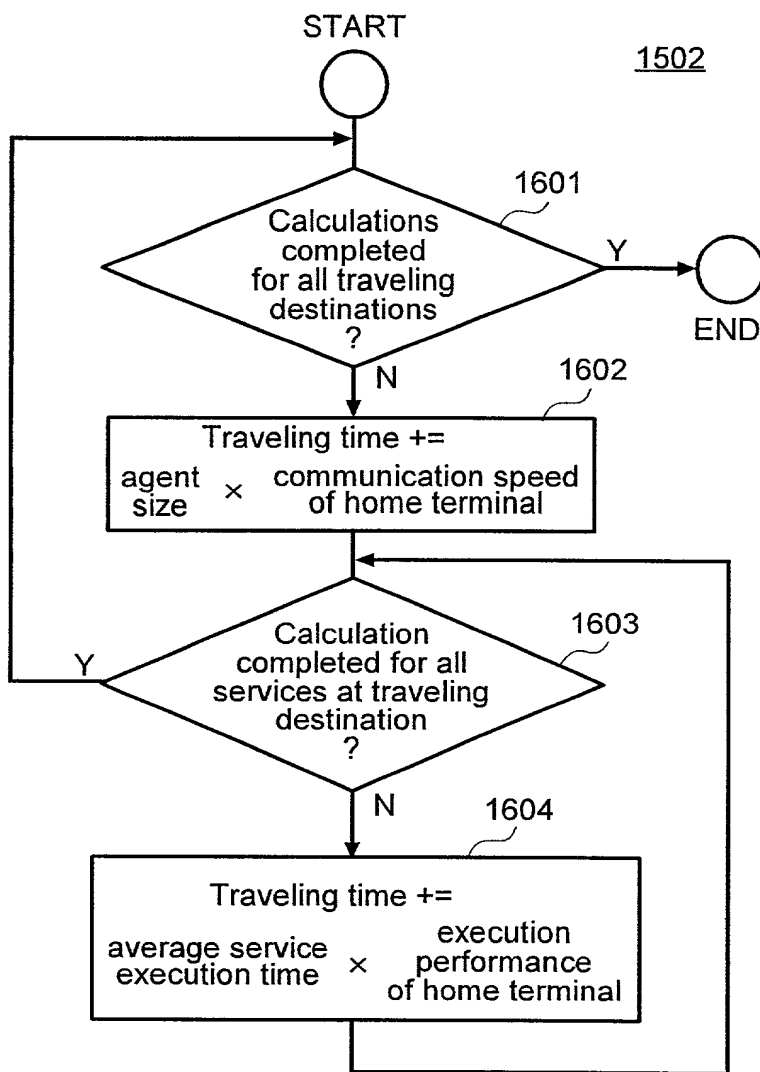 START
1502
1601
Calculations
completed
for all traveling
destinations
?
Y
END
N
1602
Traveling time +=
agent
size
×
communication speed
of home terminal
1603
Calculation
completed for all
services at traveling
destination
?
Y
N
1604
Traveling time +=
average service
execution time
×
execution
performance
of home terminal